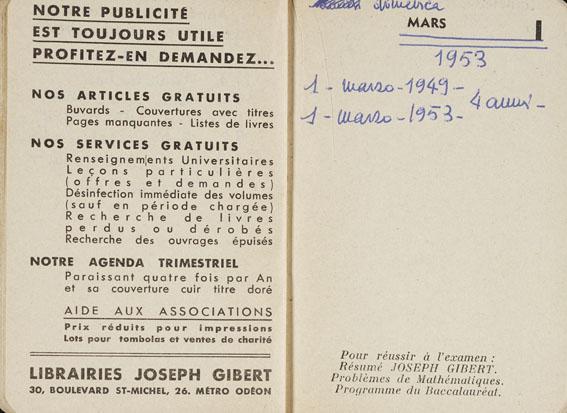 NOTRE PUBLICITÉ
EST TOUJOURS UTILE
PROFITEZ-EN DEMANDEZ...
NOS ARTICLES GRATUITS
Buvards - Couvertures avec titres
Pages manquantes - Listes de livres
NOS SERVICES GRATUITS
Renseignements Universitaires
Leçons particulières
(offres et demandes)
Désinfection immédiate des volumes
(sauf en période chargée)
Recherche de livres
perdus ou dérobés
Recherche des ouvrages épuisés
NOTRE AGENDA TRIMESTRIEL
Paraissant quatre fois par An
et sa couverture cuir titre doré
AIDE AUX ASSOCIATIONS
Prix réduits pour impressions
Lots pour tombolas et ventes de charité
LIBRAIRIES JOSEPH GIBERT
30, BOULEVARD ST-MICHEL, 26. MÉTRO ODÉON
domenica
MARS 1
1953
1 - marzo - 1949 -
4 anni -
1 - marzo - 1953 -
Pour réussir à l'examen :
Résumé JOSEPH GIBERT.
Problèmes de Mathématiques.
Programme du Baccalauréat.